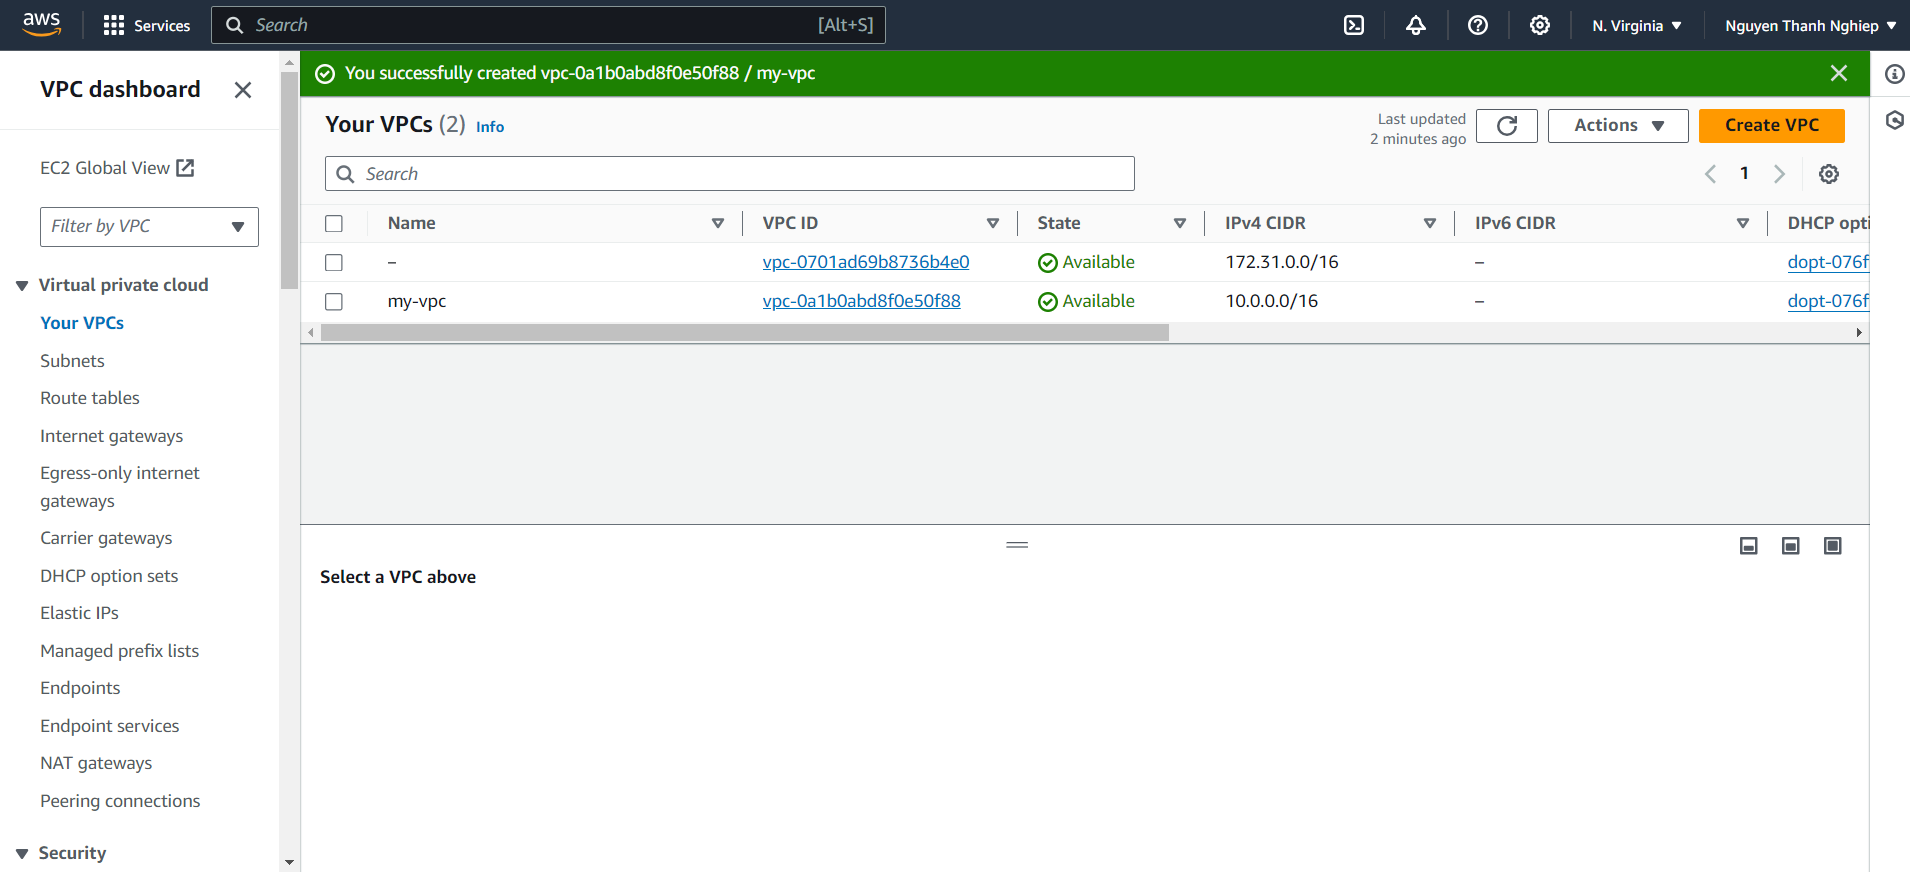 aws Services Search [Alt+S] N. Virginia Nguyen Thanh Nghiep
VPC dashboard
EC2 Global View
Filter by VPC
Virtual private cloud
Your VPCs
Subnets
Route tables
Internet gateways
Egress-only internet
gateways
Carrier gateways
DHCP option sets
Elastic IPs
Managed prefix lists
Endpoints
Endpoint services
NAT gateways
Peering connections
Security
You successfully created vpc-0a1b0abd8f0e50f88 / my-vpc
Your VPCs (2) Info
Last updated
2 minutes ago
Actions
Create VPC
Search
1
Name VPC ID State IPv4 CIDR IPv6 CIDR DHCP opti
– vpc-0701ad69b8736b4e0 Available 172.31.0.0/16 – dopt-076f
my-vpc vpc-0a1b0abd8f0e50f88 Available 10.0.0.0/16 – dopt-076f
Select a VPC above